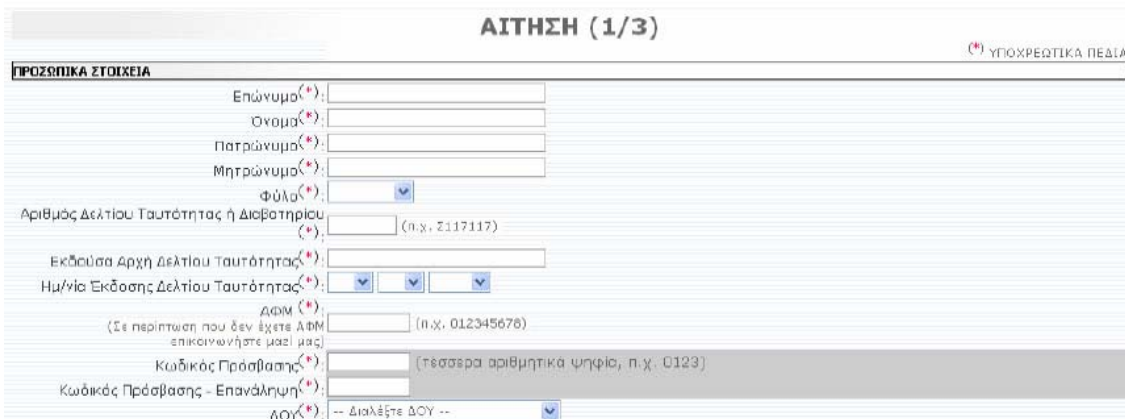 ΑΙΤΗΣΗ (1/3)
(*) ΥΠΟΧΡΕΩΤΙΚΑ ΠΕΔΙΑ
ΠΡΟΣΩΠΙΚΑ ΣΤΟΙΧΕΙΑ
Επώνυμο(*):
Όνομα(*):
Πατρώνυμο(*):
Μητρώνυμο(*):
Φύλο(*):
Αριθμός Δελτίου Ταυτότητας ή Διαβατηρίου
(*): (π.χ. Σ117117)
Εκδούσα Αρχή Δελτίου Ταυτότητας(*):
Ημ/νία Έκδοσης Δελτίου Ταυτότητας(*):
ΑΦΜ (*):
(Σε περίπτωση που δεν έχετε ΑΦΜ (π.χ. 012345678)
επικοινωνήστε μαζί μας)
Κωδικός Πρόσβασης(*): (τέσσερα αριθμητικά ψηφία, π.χ. 0123)
Κωδικός Πρόσβασης - Επανάληψη(*):
ΔΟΥ(*): -- Διαλέξτε ΔΟΥ --